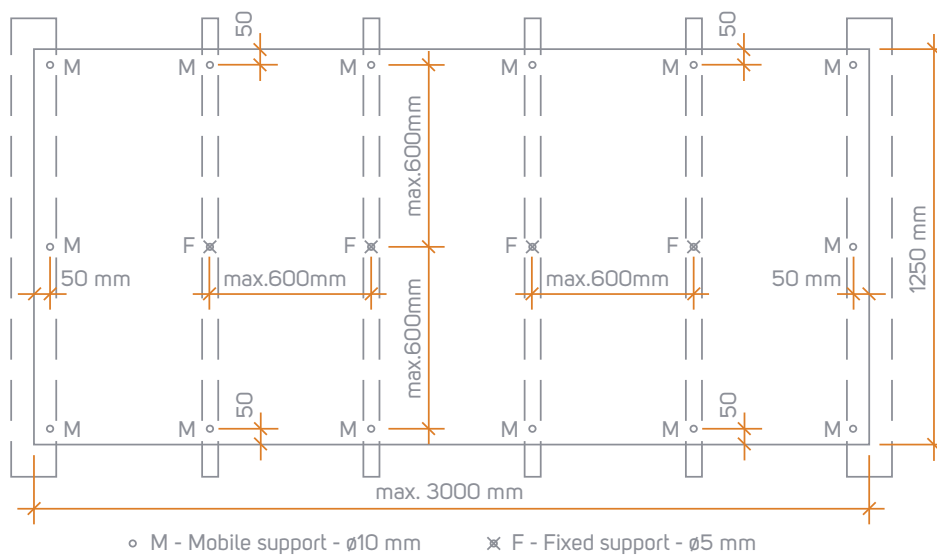 50 50
M M M M M M
max.600mm
M F F F F M
50 mm max.600mm max.600mm 50 mm
1250 mm
max.600mm
50 50
M M M M M M
max. 3000 mm
M - Mobile support - ø10 mm F - Fixed support - ø5 mm